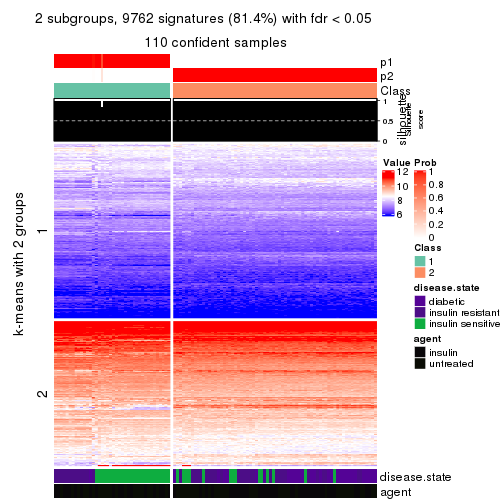 2 subgroups, 9762 signatures (81.4%) with fdr < 0.05
110 confident samples
p1
p2
Class
1
0.5
0
silhouette
Silhouette
score
k-means with 2 groups
1
2
Value
12
10
8
6
Prob
0.8
0.6
0.4
0.2
0
Class
1
2
disease.state
diabetic
insulin resistant
insulin sensitive
agent
insulin
untreated
disease.state
agent